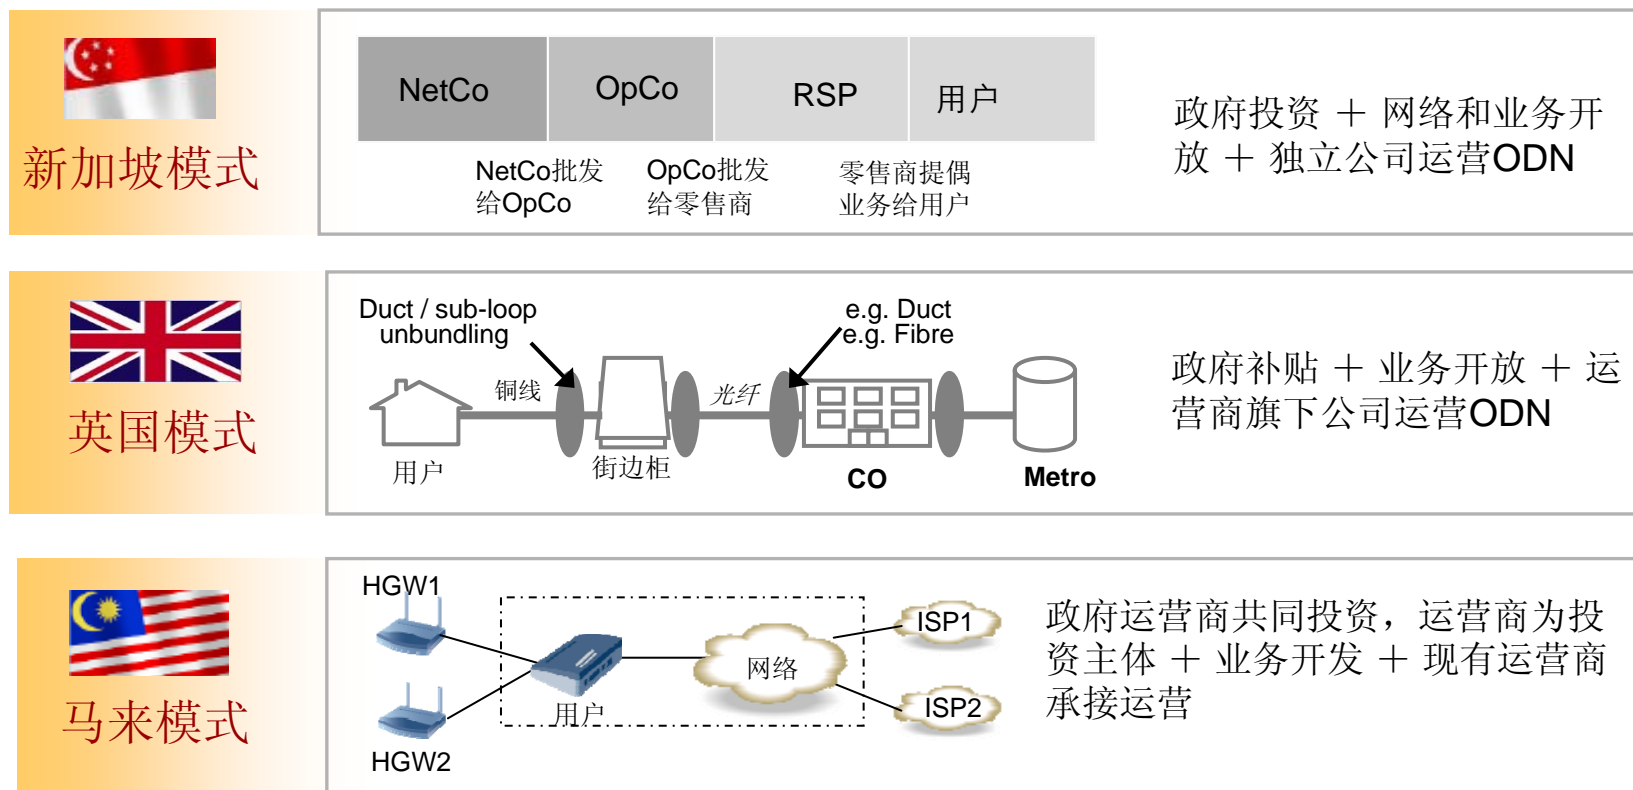 新加坡模式
NetCo
OpCo
RSP
用户
NetCo批发
给OpCo
OpCo批发
给零售商
零售商提偶
业务给用户
政府投资 ＋ 网络和业务开
放 ＋ 独立公司运营ODN
英国模式
Duct / sub-loop
unbundling
e.g. Duct
e.g. Fibre
铜线
光纤
用户
街边柜
CO
Metro
政府补贴 ＋ 业务开放 ＋ 运
营商旗下公司运营ODN
马来模式
HGW1
HGW2
用户
网络
ISP1
ISP2
政府运营商共同投资，运营商为投
资主体 ＋ 业务开发 ＋ 现有运营商
承接运营